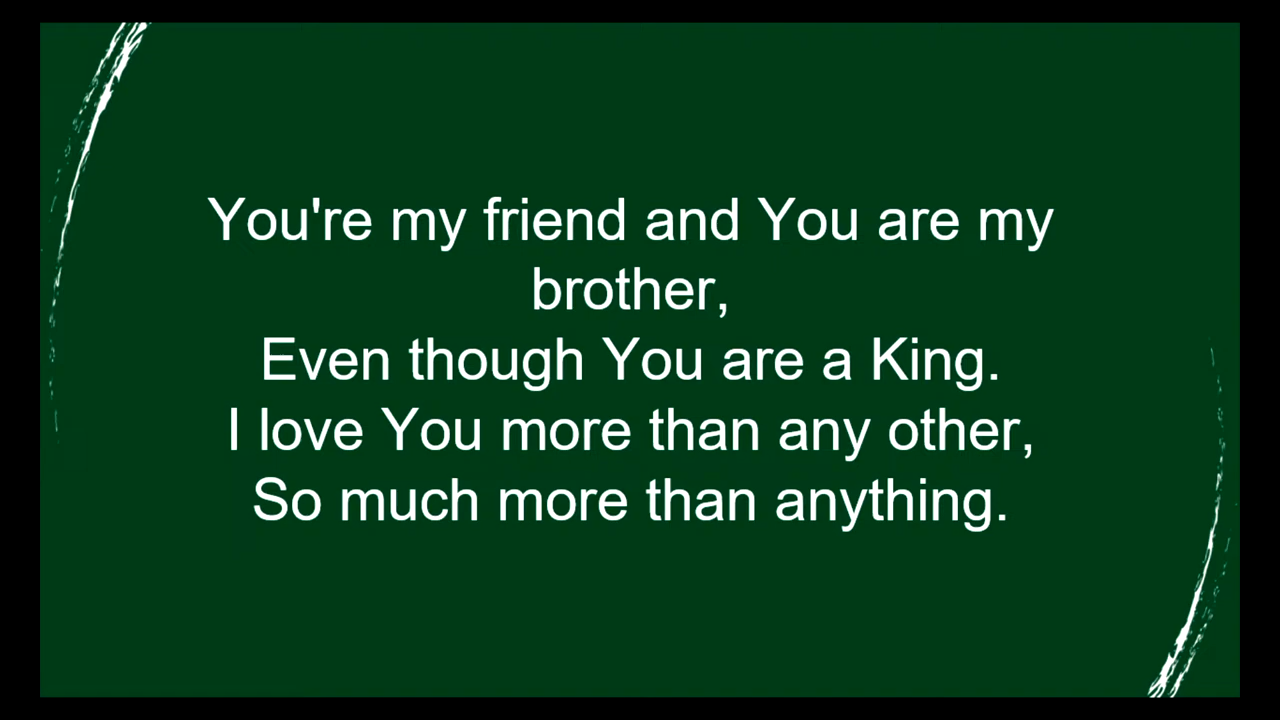 You're my friend and You are my
brother,
Even though You are a King.
I love You more than any other,
So much more than anything.